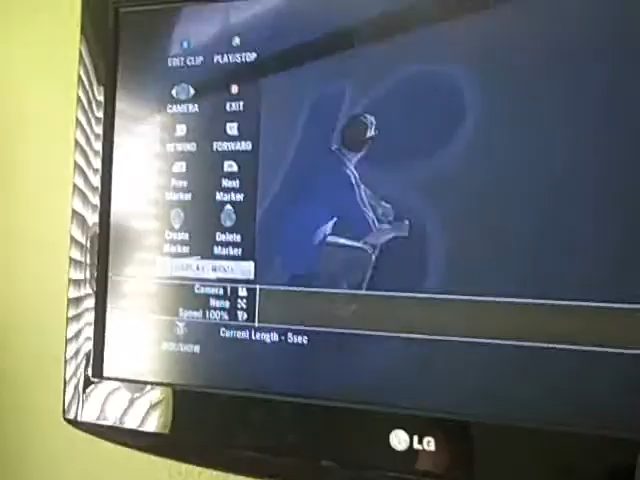 EDIT CLIP PLAY/STOP
CAMERA EXIT
REWIND FORWARD
Prev Next
Marker Marker
Create Delete
Marker Marker
Camera 1
None
Speed 100%
Current Length - 5sec
LG